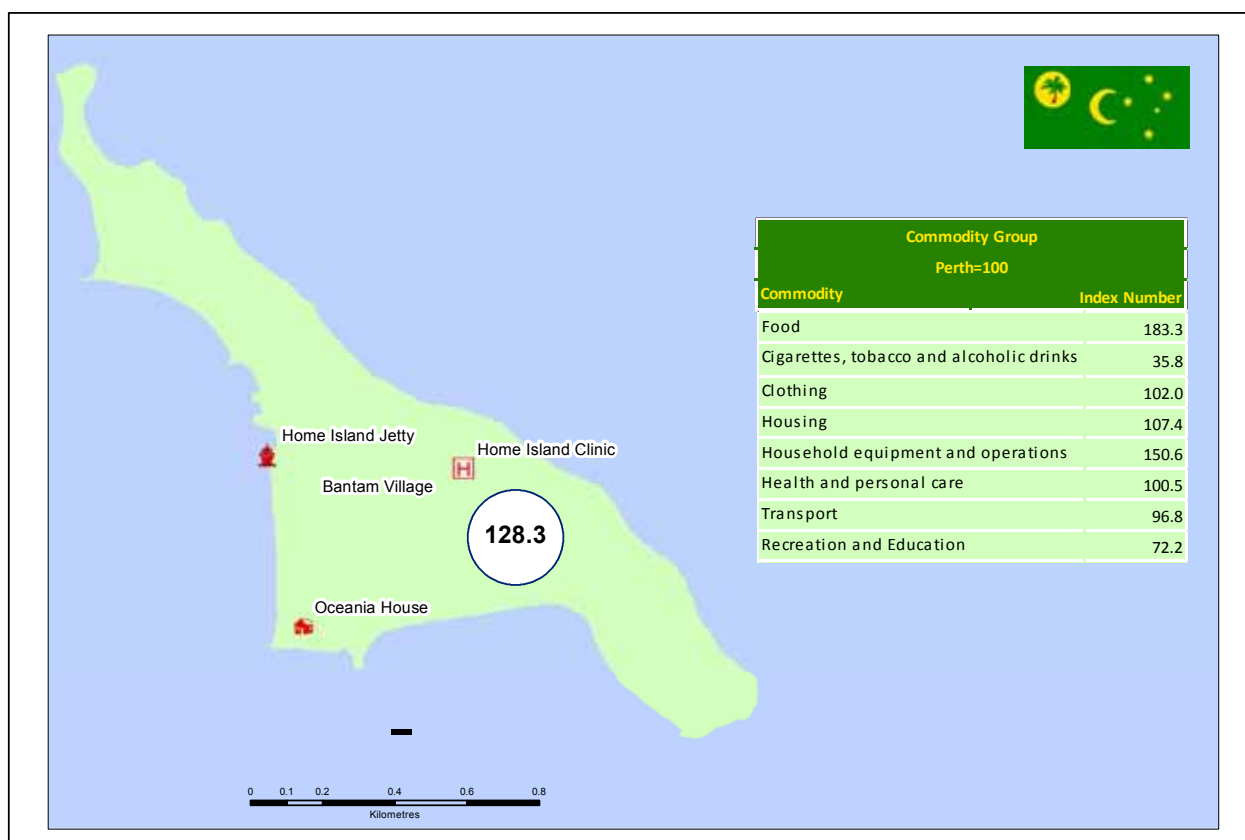 Commodity Group
Perth=100
Commodity Index Number
Food 183.3
Cigarettes, tobacco and alcoholic drinks 35.8
Clothing 102.0
Housing 107.4
Household equipment and operations 150.6
Health and personal care 100.5
Transport 96.8
Recreation and Education 72.2
Home Island Jetty
Home Island Clinic
H
Bantam Village
128.3
Oceania House
0 0.1 0.2 0.4 0.6 0.8
Kilometres